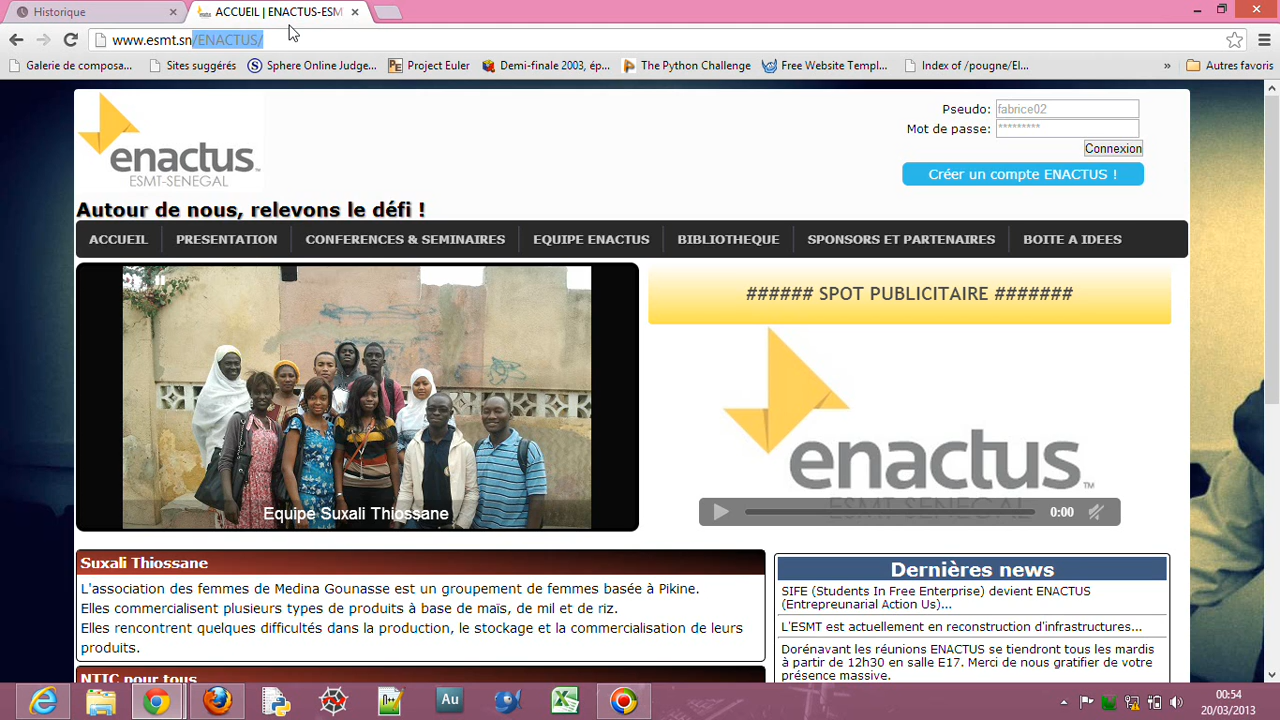 Historique
ACCUEIL | ENACTUS-ESM
www.esmt.sn/ENACTUS/
Galerie de composa...
Sites suggérés
Sphere Online Judge...
Project Euler
Demi-finale 2003, ép...
The Python Challenge
Free Website Templ...
Index of /pougne/El...
»
Autres favoris
enactus™
ESMT-SENEGAL
Autour de nous, relevons le défi !
Pseudo: fabrice02
Mot de passe: *********
Connexion
Créer un compte ENACTUS !
ACCUEIL
PRESENTATION
CONFERENCES & SEMINAIRES
EQUIPE ENACTUS
BIBLIOTHEQUE
SPONSORS ET PARTENAIRES
BOITE A IDEES
Equipe Suxali Thiossane
###### SPOT PUBLICITAIRE #######
enactus™
ESMT-SENEGAL
0:00
Suxali Thiossane
L'association des femmes de Medina Gounasse est un groupement de femmes basée à Pikine.
Elles commercialisent plusieurs types de produits à base de maïs, de mil et de riz.
Elles rencontrent quelques difficultés dans la production, le stockage et la commercialisation de leurs
produits.
NTIC pour tous
Dernières news
SIFE (Students In Free Enterprise) devient ENACTUS
(Entrepreunarial Action Us)...
L'ESMT est actuellement en reconstruction d'infrastructures...
Dorénavant les réunions ENACTUS se tiendront tous les mardis
à partir de 12h30 en salle E17. Merci de nous gratifier de votre
présence massive.
Au
00:54
20/03/2013